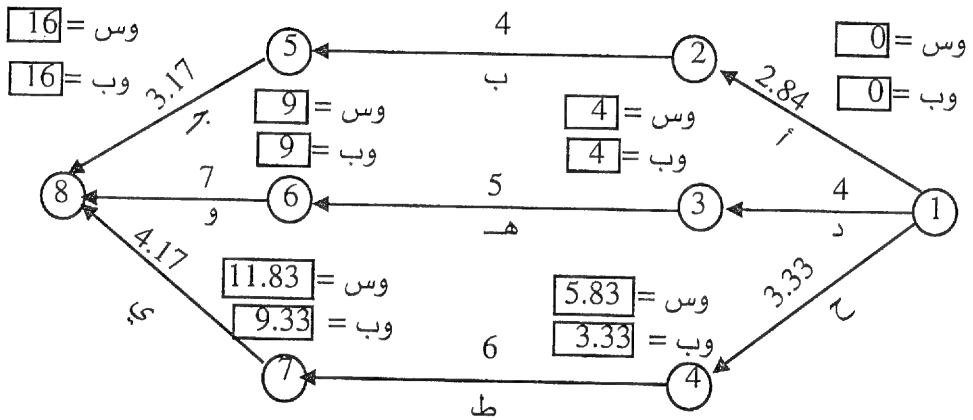 وس = 0
وب = 0
وس = 16
وب = 16
1
2.84
أ
2
4
ب
5
3.17
ج
8
4
د
3
وس = 4
وب = 4
5
هـ
6
وس = 9
وب = 9
7
و
3.33
ح
4
وس = 5.83
وب = 3.33
6
ط
7
وس = 11.83
وب = 9.33
4.17
ي